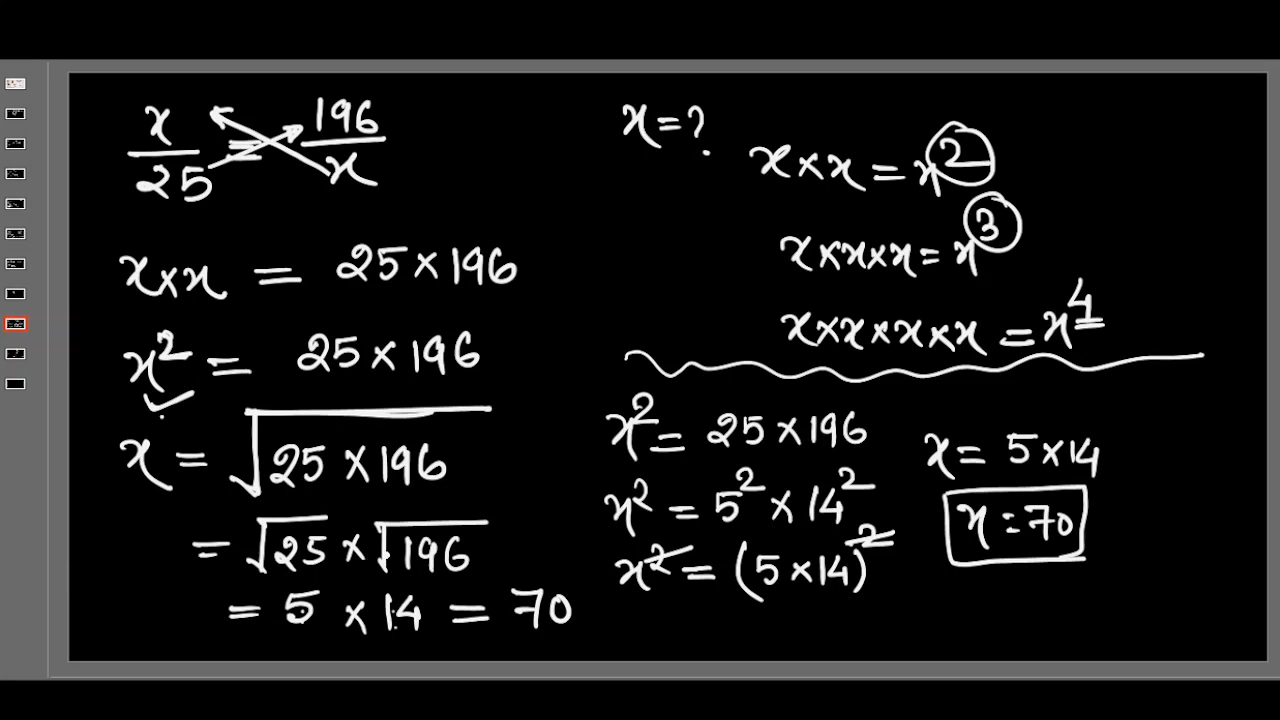 x/25 = 196/x
x×x = 25×196
x² = 25×196
x = √(25×196)
= √25 × √196
= 5 × 14 = 70
x=?
x×x = x²
x×x×x = x³
x×x×x×x = x⁴
x² = 25×196
x² = 5² × 14²
x² = (5×14)²
x = 5×14
x = 70